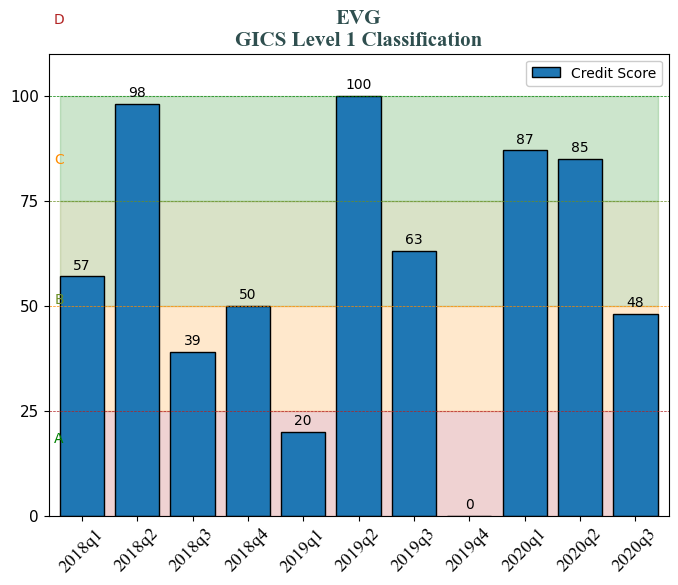 D
EVG
GICS Level 1 Classification
Credit Score
100
75
50
25
0
C
B
A
57
98
39
50
20
100
63
0
87
85
48
2018q1
2018q2
2018q3
2018q4
2019q1
2019q2
2019q3
2019q4
2020q1
2020q2
2020q3